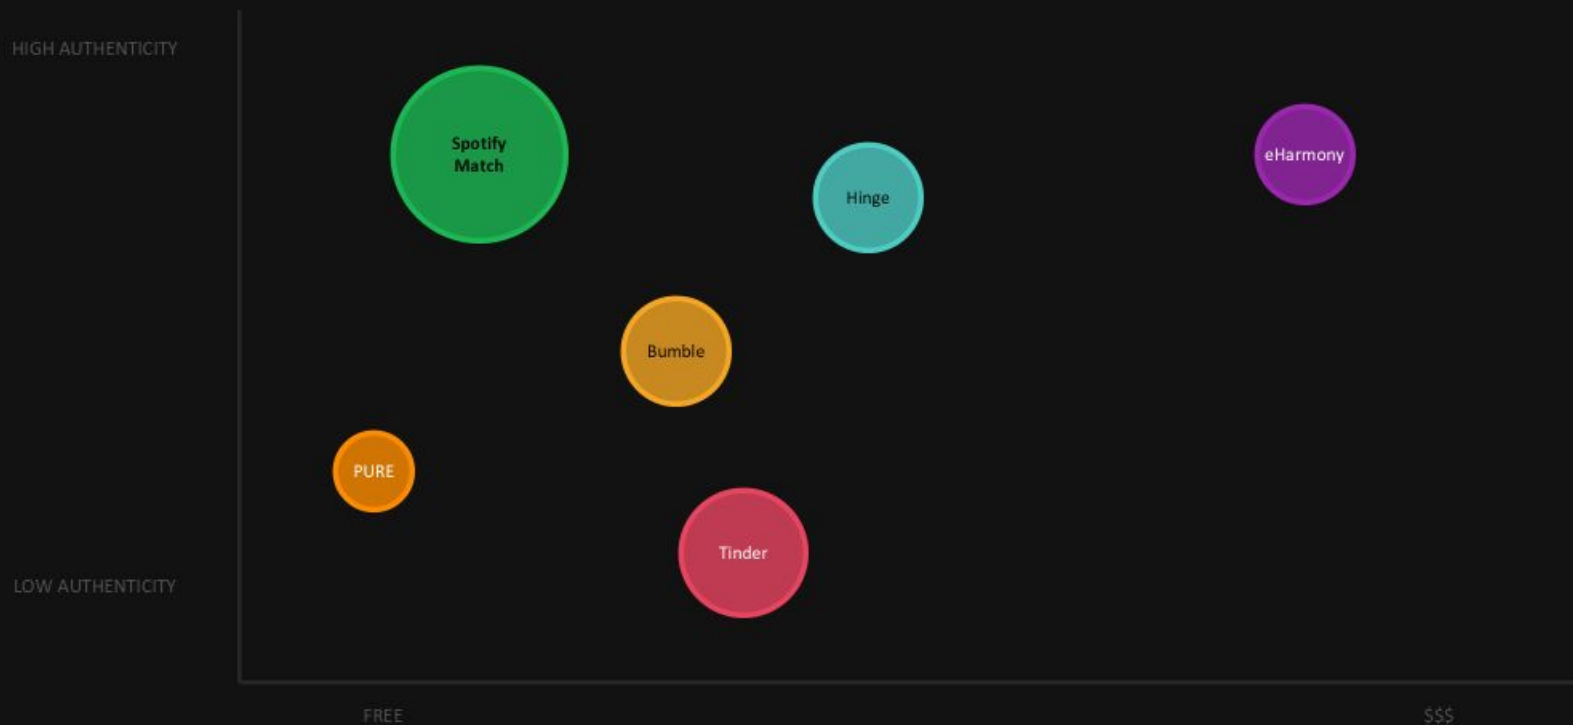 HIGH AUTHENTICITY
Spotify
Match
eHarmony
Hinge
Bumble
PURE
Tinder
LOW AUTHENTICITY
FREE
$$$